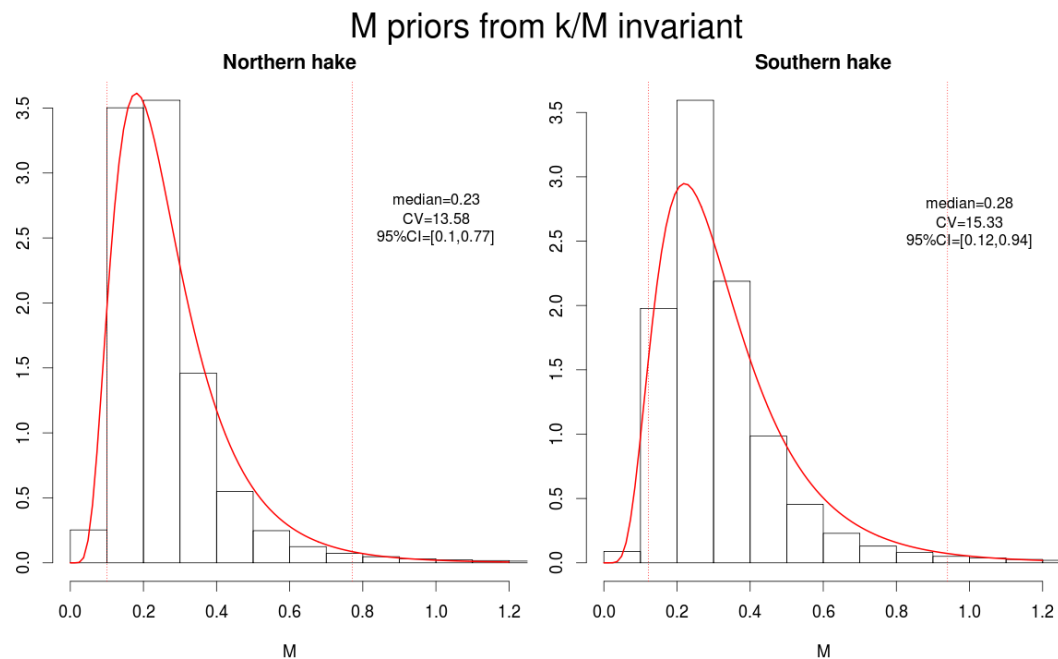 M priors from k/M invariant
Northern hake
3.5
3.0
2.5
2.0
1.5
1.0
0.5
0.0
median=0.23
CV=13.58
95%CI=[0.1,0.77]
0.0 0.2 0.4 0.6 0.8 1.0 1.2
M
Southern hake
3.5
3.0
2.5
2.0
1.5
1.0
0.5
0.0
median=0.28
CV=15.33
95%CI=[0.12,0.94]
0.0 0.2 0.4 0.6 0.8 1.0 1.2
M